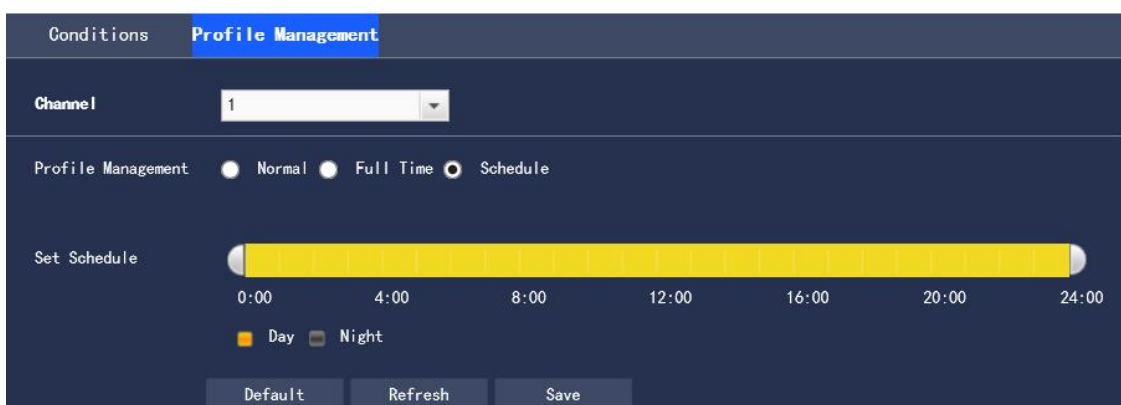 Conditions Profile Management
Channel 1
Profile Management Normal Full Time Schedule
Set Schedule
0:00 4:00 8:00 12:00 16:00 20:00 24:00
Day Night
Default Refresh Save